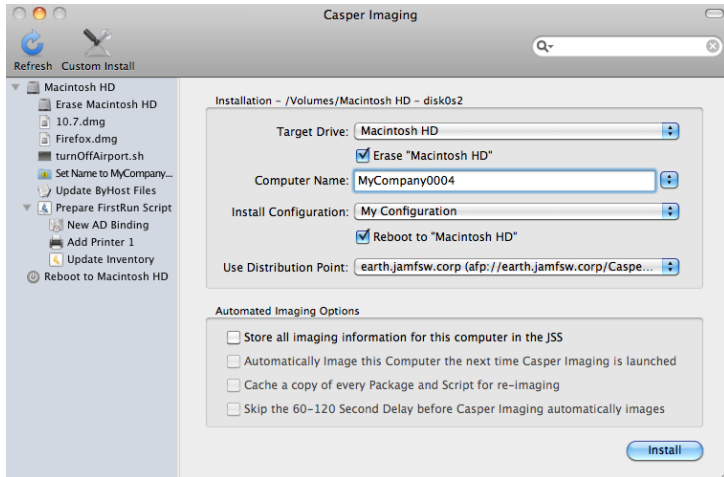 Casper Imaging
Refresh Custom Install
Macintosh HD
Erase Macintosh HD
10.7.dmg
Firefox.dmg
turnOffAirport.sh
Set Name to MyCompany...
Update ByHost Files
Prepare FirstRun Script
New AD Binding
Add Printer 1
Update Inventory
Reboot to Macintosh HD
Installation – /Volumes/Macintosh HD – disk0s2
Target Drive: Macintosh HD
Erase "Macintosh HD"
Computer Name: MyCompany0004
Install Configuration: My Configuration
Reboot to "Macintosh HD"
Use Distribution Point: earth.jamfsw.corp (afp://earth.jamfsw.corp/Caspe...
Automated Imaging Options
Store all imaging information for this computer in the JSS
Automatically Image this Computer the next time Casper Imaging is launched
Cache a copy of every Package and Script for re-imaging
Skip the 60–120 Second Delay before Casper Imaging automatically images
Install